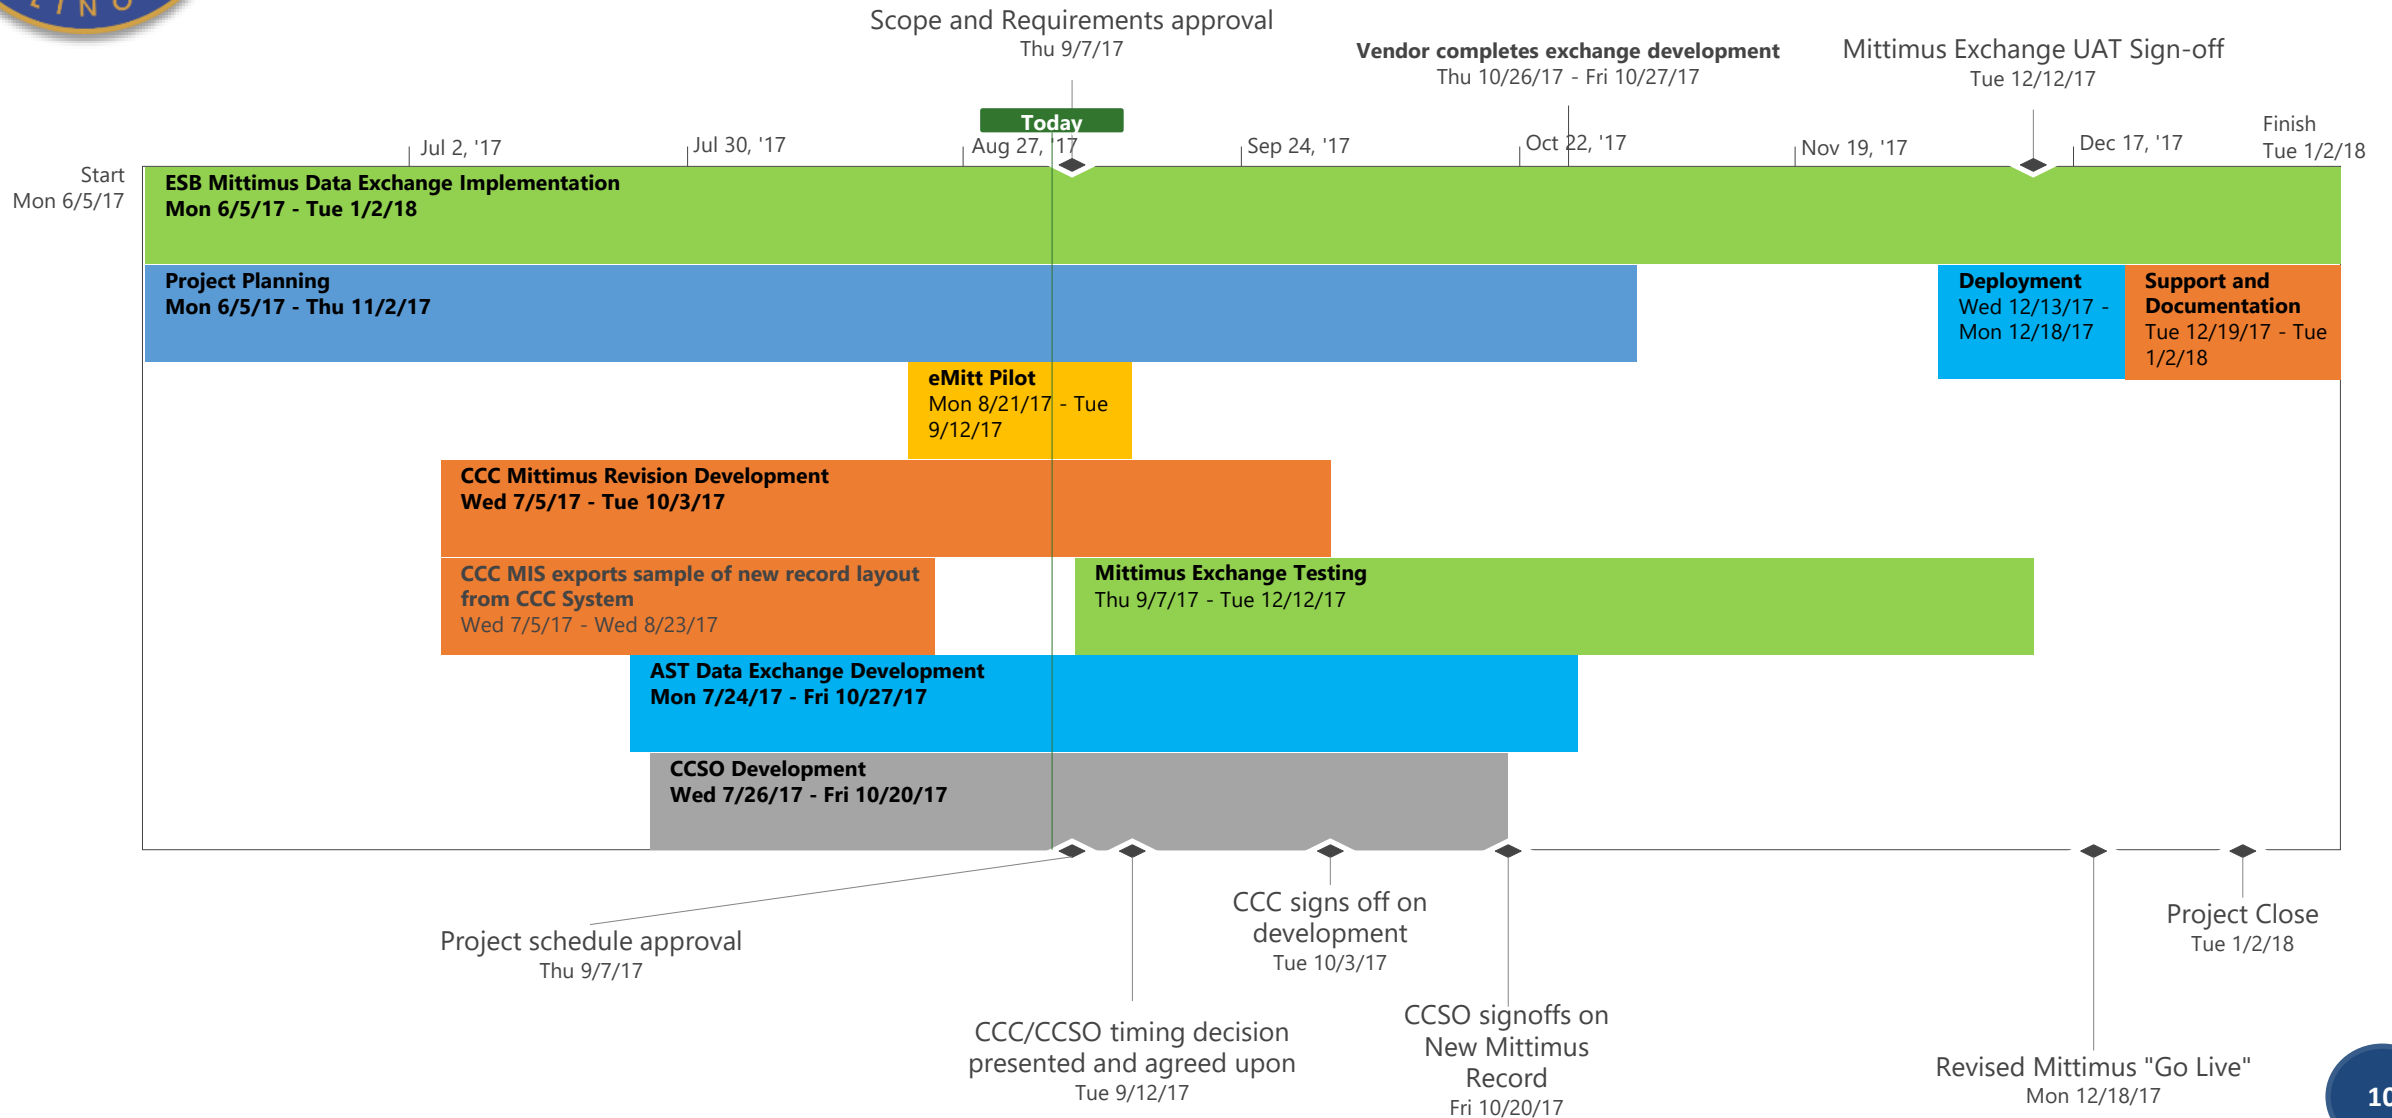 LINO
Scope and Requirements approval
Thu 9/7/17
Vendor completes exchange development
Thu 10/26/17 - Fri 10/27/17
Mittimus Exchange UAT Sign-off
Tue 12/12/17
Today
Jul 2, '17
Jul 30, '17
Aug 27, '17
Sep 24, '17
Oct 22, '17
Nov 19, '17
Dec 17, '17
Finish
Tue 1/2/18
Start
Mon 6/5/17
ESB Mittimus Data Exchange Implementation
Mon 6/5/17 - Tue 1/2/18
Project Planning
Mon 6/5/17 - Thu 11/2/17
Deployment
Wed 12/13/17 -
Mon 12/18/17
Support and
Documentation
Tue 12/19/17 - Tue
1/2/18
eMitt Pilot
Mon 8/21/17 - Tue
9/12/17
CCC Mittimus Revision Development
Wed 7/5/17 - Tue 10/3/17
CCC MIS exports sample of new record layout
from CCC System
Wed 7/5/17 - Wed 8/23/17
Mittimus Exchange Testing
Thu 9/7/17 - Tue 12/12/17
AST Data Exchange Development
Mon 7/24/17 - Fri 10/27/17
CCSO Development
Wed 7/26/17 - Fri 10/20/17
Project schedule approval
Thu 9/7/17
CCC/CCSO timing decision
presented and agreed upon
Tue 9/12/17
CCC signs off on
development
Tue 10/3/17
CCSO signoffs on
New Mittimus
Record
Fri 10/20/17
Revised Mittimus "Go Live"
Mon 12/18/17
Project Close
Tue 1/2/18
10